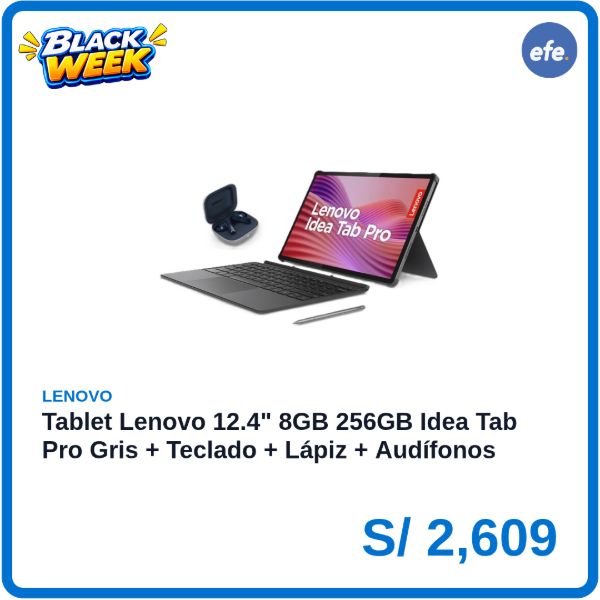 BLACK
WEEK
efe.
Lenovo
Idea Tab Pro
Lenovo
LENOVO
Tablet Lenovo 12.4" 8GB 256GB Idea Tab
Pro Gris + Teclado + Lápiz + Audífonos
S/ 2,609